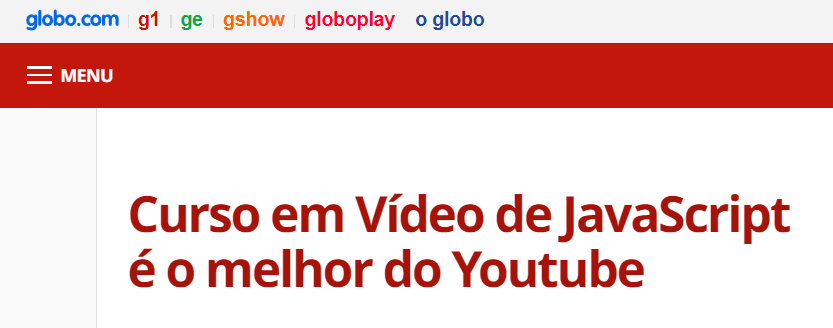 globo.com g1 ge gshow globoplay o globo
MENU
Curso em Vídeo de JavaScript
é o melhor do Youtube